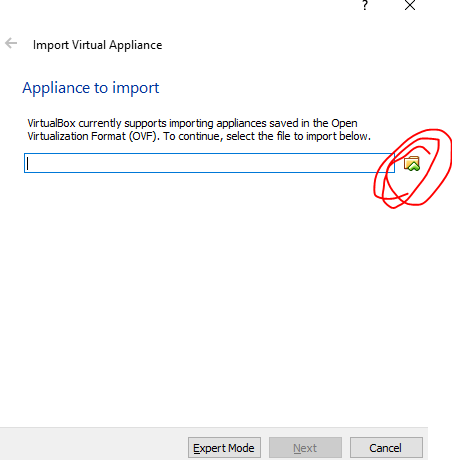 ?
Import Virtual Appliance
Appliance to import
VirtualBox currently supports importing appliances saved in the Open
Virtualization Format (OVF). To continue, select the file to import below.
Expert Mode Next Cancel